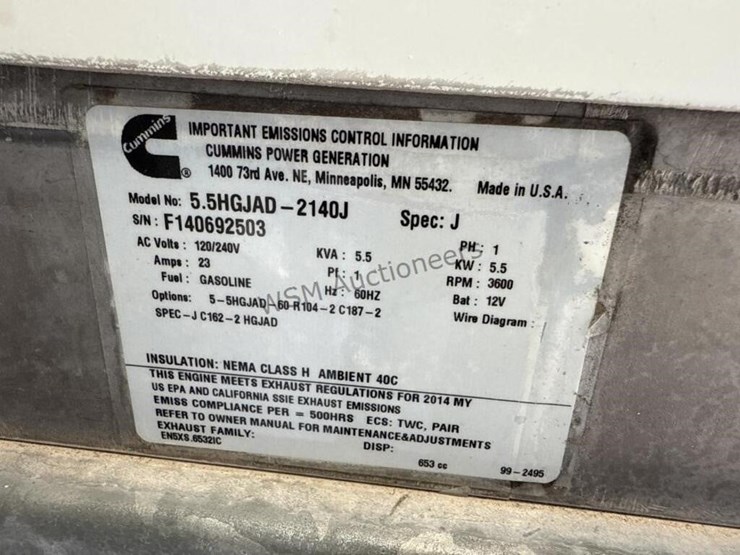 Cummins
IMPORTANT EMISSIONS CONTROL INFORMATION
CUMMINS POWER GENERATION
1400 73rd Ave. NE, Minneapolis, MN 55432. Made in U.S.A.
Model No: 5.5HGJAD-2140J Spec: J
S/N: F140692503
AC Volts: 120/240V KVA: 5.5 PH: 1
Amps: 23 Pf: 1 KW: 5.5
Fuel: GASOLINE Hz: 60HZ RPM: 3600
Options: 5-5HGJAD-60 R104-2 C187-2 Bat: 12V
SPEC-J C162-2 HGJAD Wire Diagram:
WSM Auctioneers
INSULATION: NEMA CLASS H AMBIENT 40C
THIS ENGINE MEETS EXHAUST REGULATIONS FOR 2014 MY
US EPA AND CALIFORNIA SSIE EXHAUST EMISSIONS
EMISS COMPLIANCE PER = 500HRS ECS: TWC, PAIR
REFER TO OWNER MANUAL FOR MAINTENANCE&ADJUSTMENTS
EXHAUST FAMILY: DISP:
EN5XS.6532IC 653 cc 99-2495